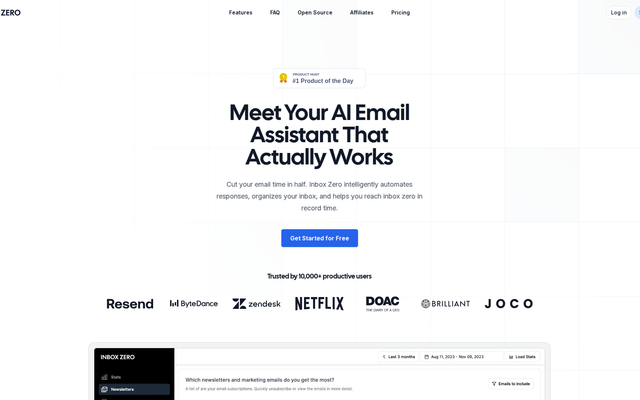 ZERO
Features FAQ Open Source Affiliates Pricing
Log in
PRODUCT HUNT
#1 Product of the Day
Meet Your AI Email
Assistant That
Actually Works
Cut your email time in half. Inbox Zero intelligently automates
responses, organizes your inbox, and helps you reach inbox zero in
record time.
Get Started for Free
Trusted by 10,000+ productive users
Resend ByteDance zendesk NETFLIX DOAC BRILLIANT JOCO
THE DIARY OF A CEO
INBOX ZERO
Last 3 months Aug 11, 2023 - Nov 09, 2023 Load Stats
Stats
Newsletters
Which newsletters and marketing emails do you get the most?
A list of are your email subscriptions. Quickly unsubscribe or view the emails in more detail.
Emails to include